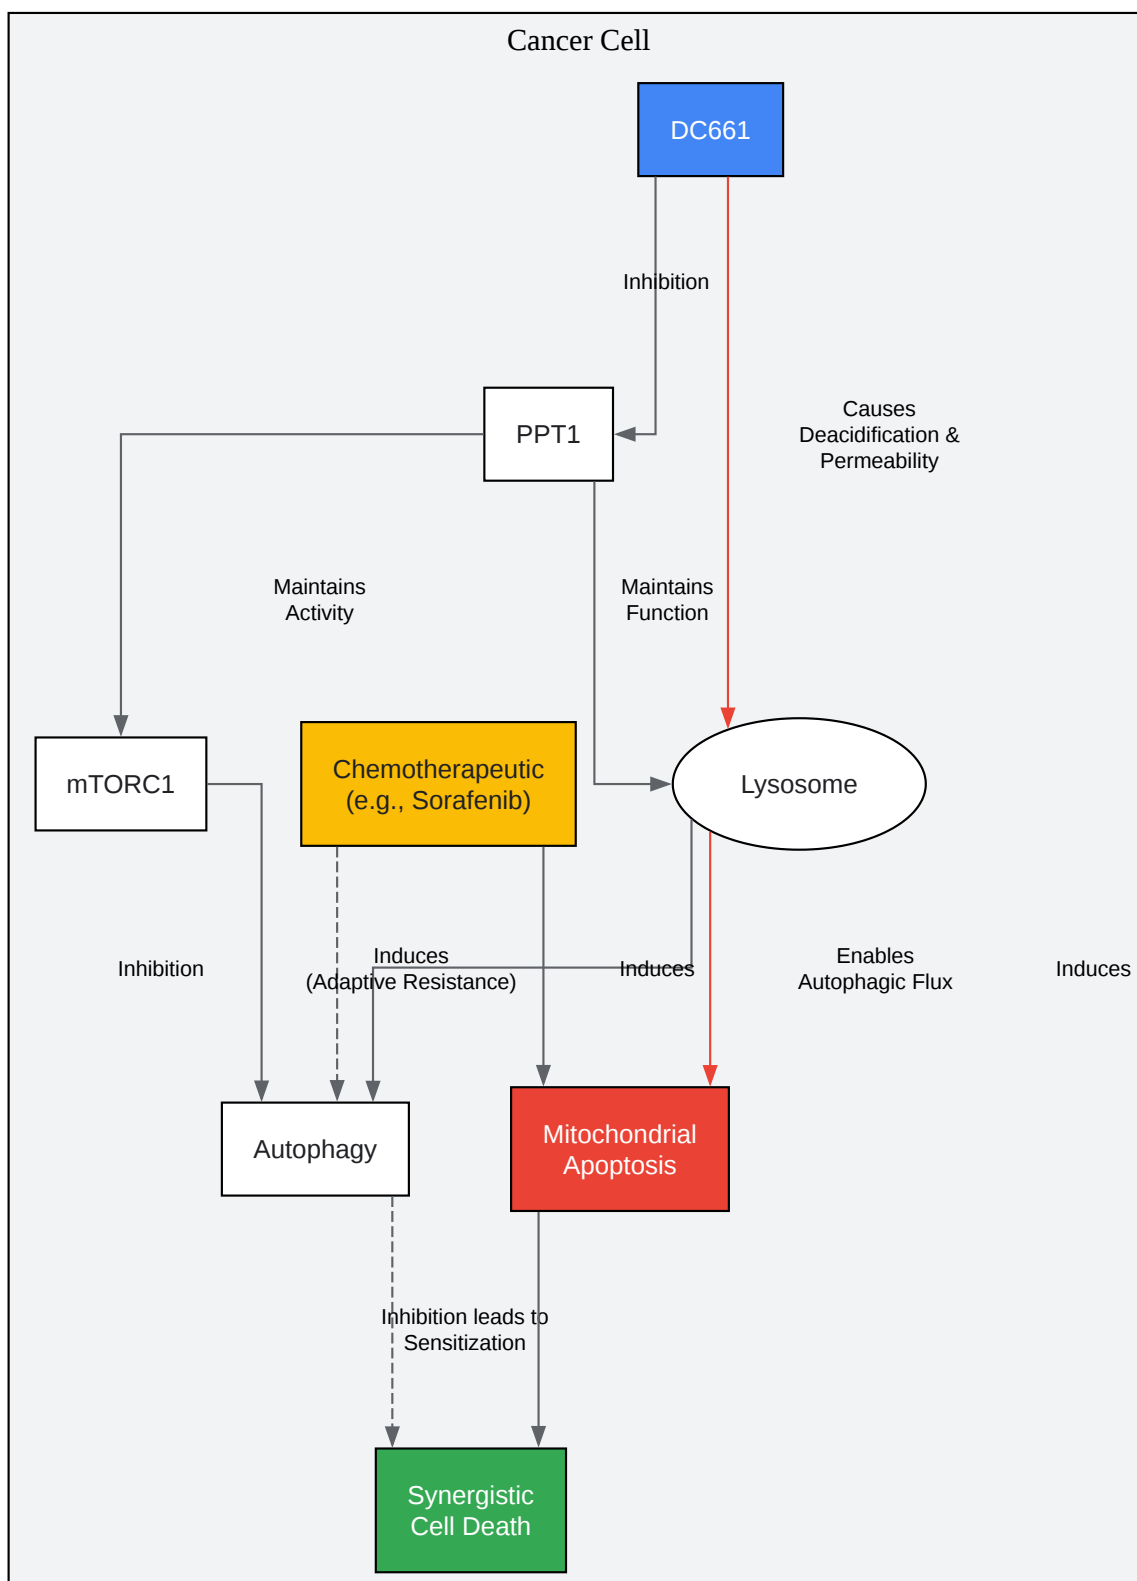 Cancer Cell
DC661
Inhibition
Causes
Deacidification &
Permeability
PPT1
Maintains
Activity
Maintains
Function
mTORC1
Chemotherapeutic
(e.g., Sorafenib)
Lysosome
Inhibition
Induces
(Adaptive Resistance)
Induces
Enables
Autophagic Flux
Induces
Autophagy
Mitochondrial
Apoptosis
Inhibition leads to
Sensitization
Synergistic
Cell Death